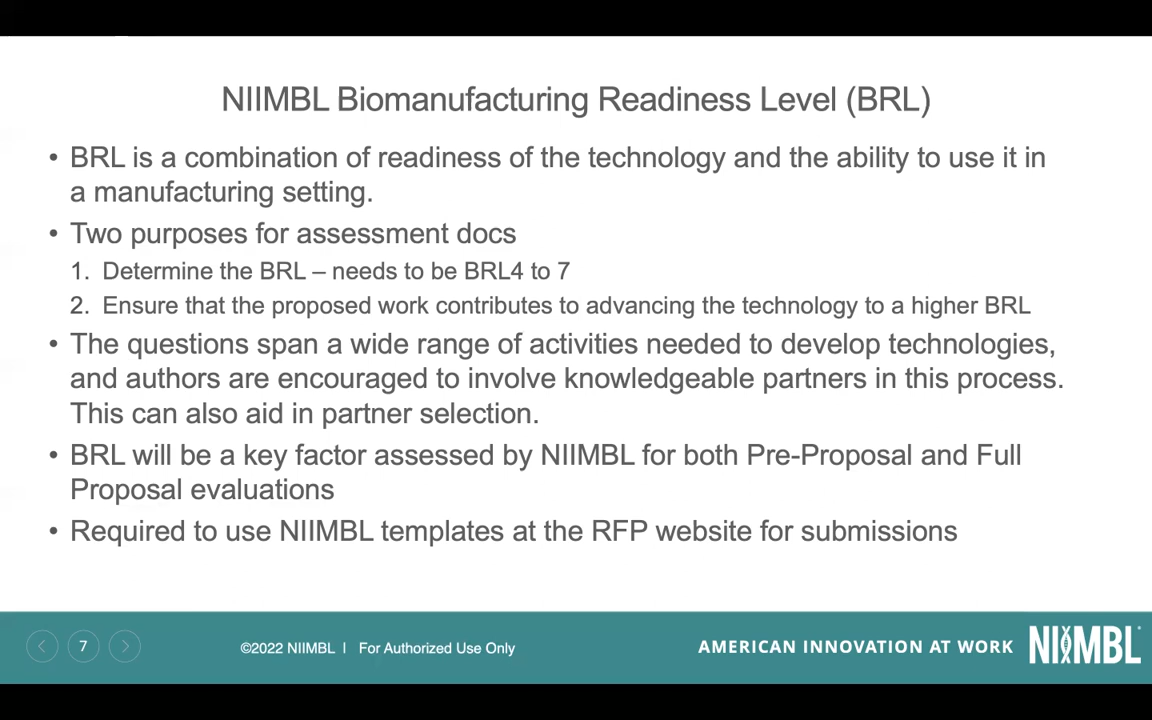 NIIMBL Biomanufacturing Readiness Level (BRL)
• BRL is a combination of readiness of the technology and the ability to use it in
a manufacturing setting.
• Two purposes for assessment docs
1. Determine the BRL – needs to be BRL4 to 7
2. Ensure that the proposed work contributes to advancing the technology to a higher BRL
• The questions span a wide range of activities needed to develop technologies,
and authors are encouraged to involve knowledgeable partners in this process.
This can also aid in partner selection.
• BRL will be a key factor assessed by NIIMBL for both Pre-Proposal and Full
Proposal evaluations
• Required to use NIIMBL templates at the RFP website for submissions
7
©2022 NIIMBL | For Authorized Use Only
AMERICAN INNOVATION AT WORK
NIIMBL